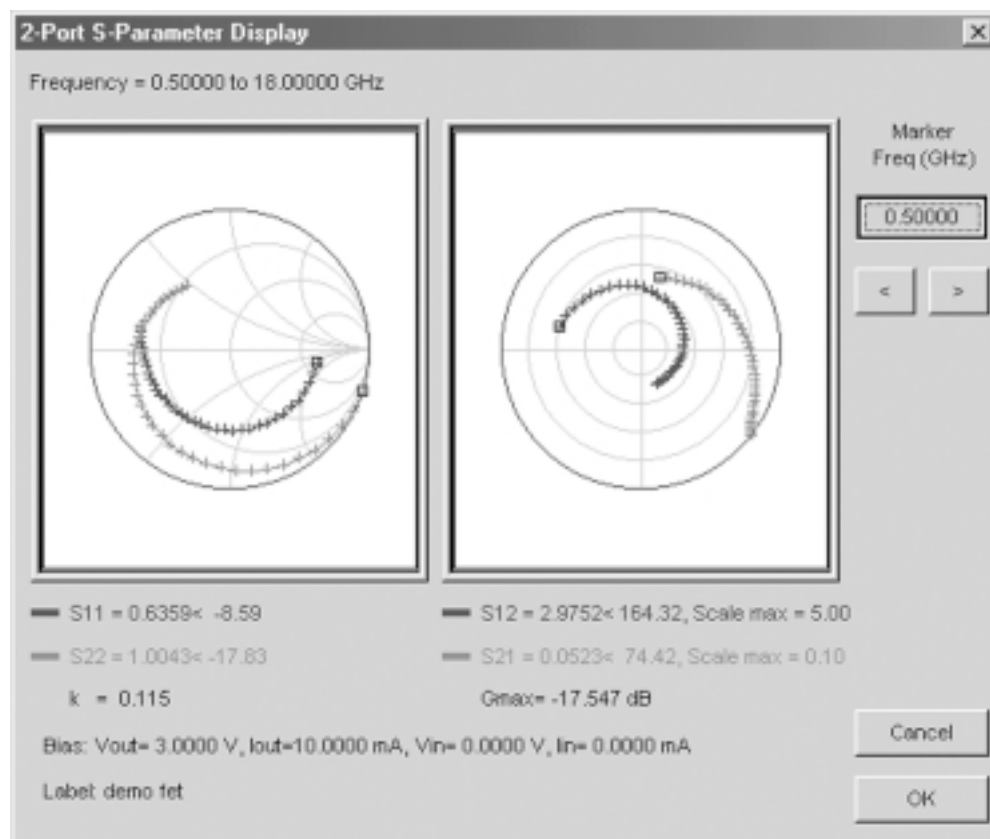 2-Port S-Parameter Display
Frequency = 0.50000 to 18.00000 GHz
Marker
Freq (GHz)
0.50000
< >
S11 = 0.6359< -8.59
S12 = 2.9752< 164.32, Scale max = 5.00
S22 = 1.0043< -17.83
S21 = 0.0523< 74.42, Scale max = 0.10
k = 0.115
Gmax= -17.547 dB
Bias: Vout= 3.0000 V, Iout=10.0000 mA, Vin= 0.0000 V, Iin= 0.0000 mA
Label: demo fet
Cancel
OK